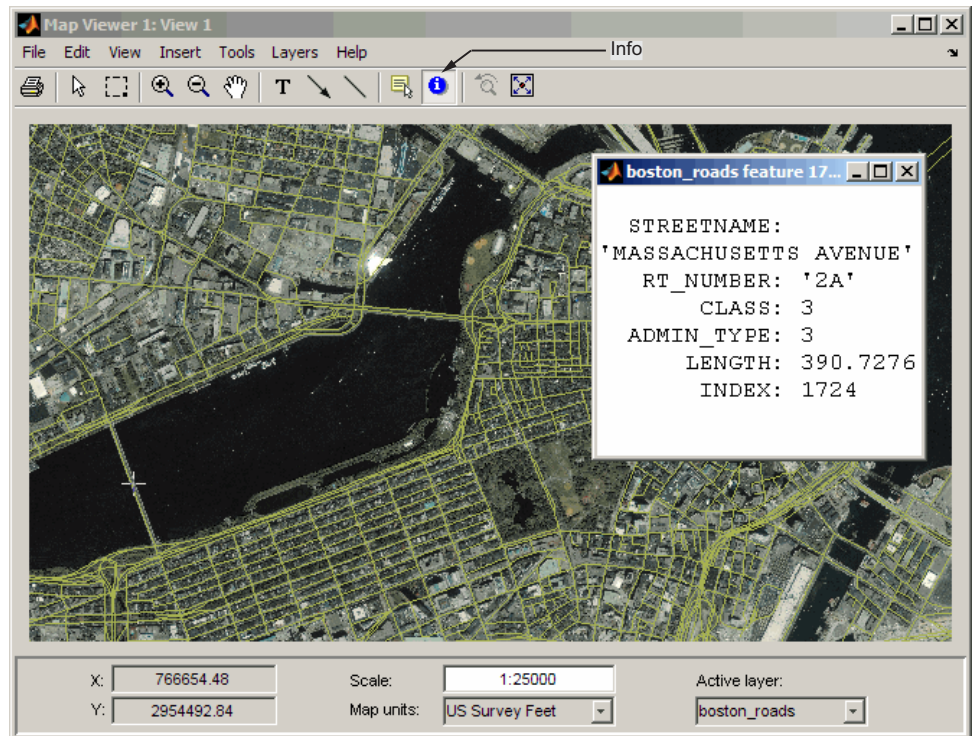 Map Viewer 1: View 1
File Edit View Insert Tools Layers Help
Info
T
boston_roads feature 17...
STREETNAME:
'MASSACHUSETTS AVENUE'
RT_NUMBER: '2A'
CLASS: 3
ADMIN_TYPE: 3
LENGTH: 390.7276
INDEX: 1724
X: 766654.48 Scale: 1:25000 Active layer:
Y: 2954492.84 Map units: US Survey Feet boston_roads